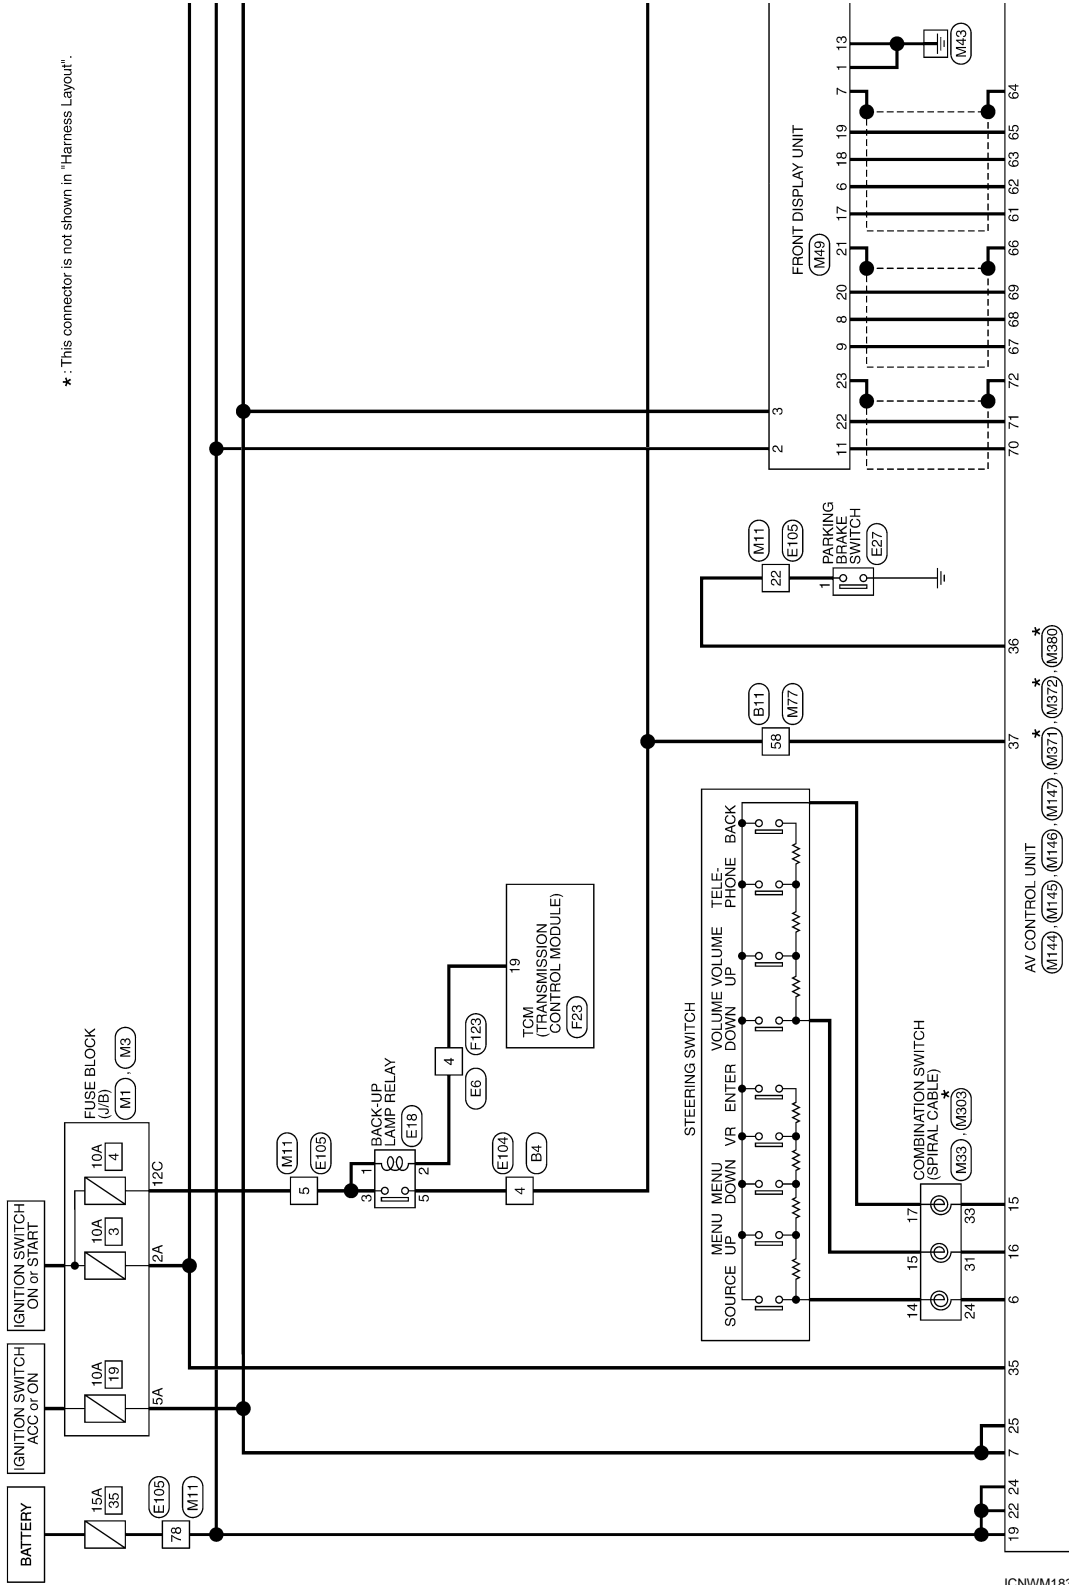 BATTERY
15A
35
78
E105
M11
IGNITION SWITCH
ACC or ON
10A
19
5A
IGNITION SWITCH
ON or START
10A
3
2A
10A
4
12C
FUSE BLOCK
(J/B)
M1 , M3
5
M11
E105
BACK-UP
LAMP RELAY
E18
1
2
3
5
4
F123
E6
E104
B4
4
19
TCM
(TRANSMISSION
CONTROL MODULE)
F23
STEERING SWITCH
SOURCE
MENU
UP
MENU
DOWN
VR
ENTER
VOLUME
DOWN
VOLUME
UP
TELE-
PHONE
BACK
COMBINATION SWITCH
(SPIRAL CABLE)
M33 , M303 *
14
15
17
24
31
33
58
B11
M77
22
M11
E105
1
PARKING
BRAKE
SWITCH
E27
2
3
FRONT DISPLAY UNIT
M49
11
22
23
9
8
20
21
17
6
18
19
7
1
13
M43
19
22
24
7
25
35
6
16
15
37
36
70
71
72
67
68
69
66
61
62
63
65
64
AV CONTROL UNIT
M144 , M145 , M146 , M147 , M371 * , M372 * , M380 *
* : This connector is not shown in "Harness Layout".